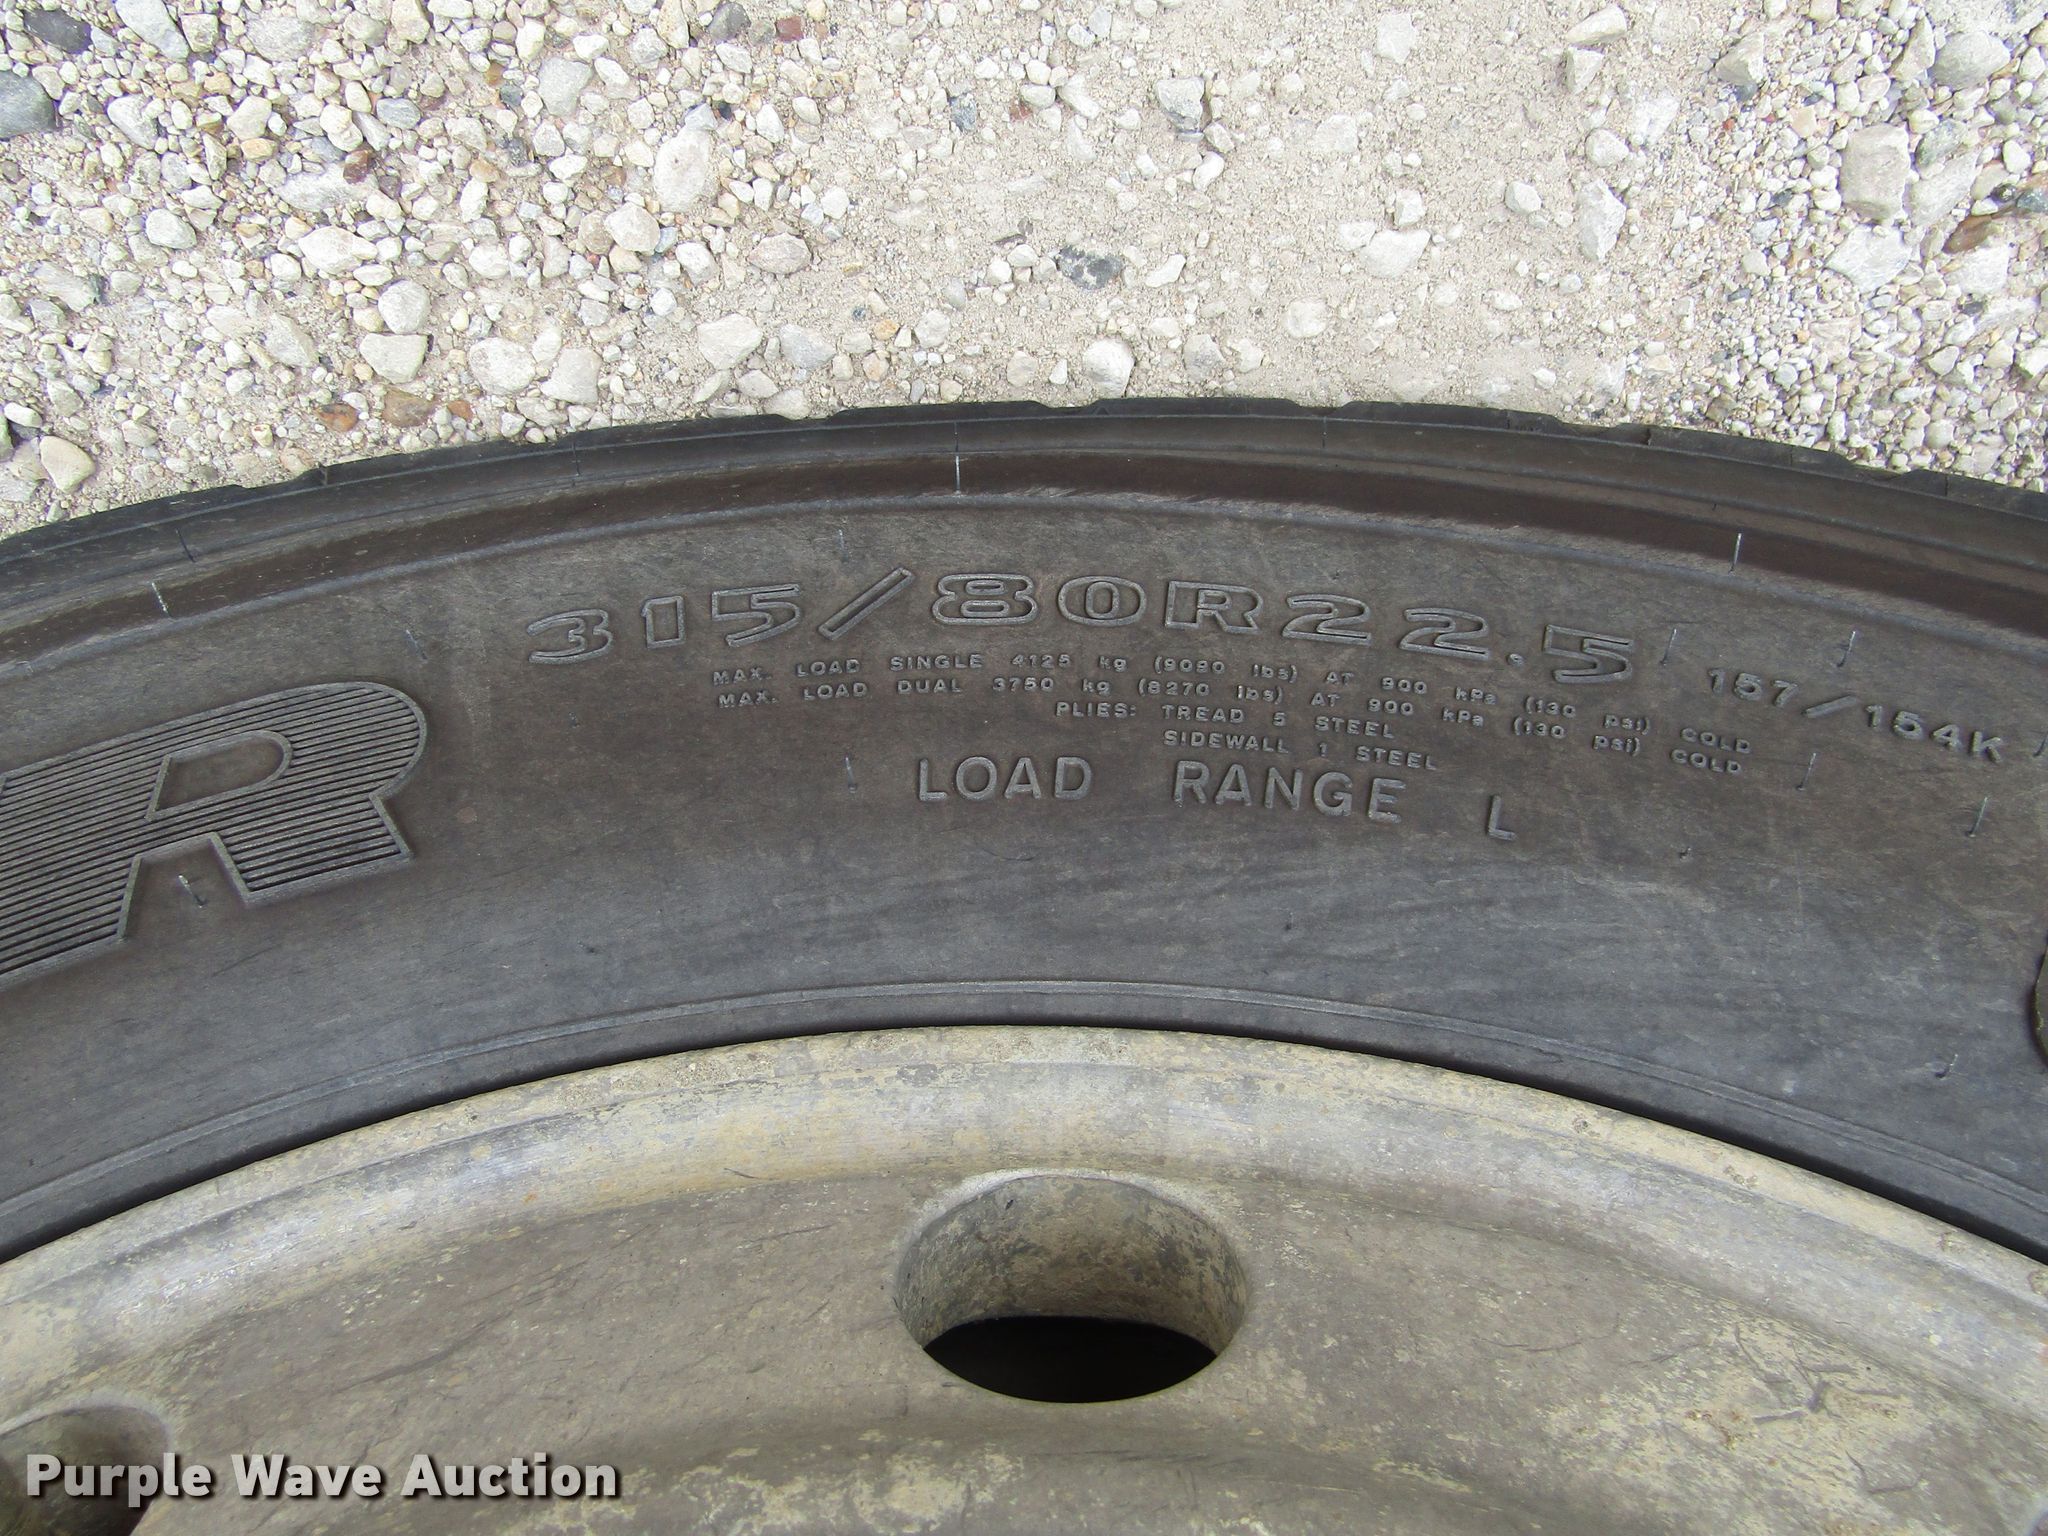 315/80R22.5 157/154K
MAX. LOAD SINGLE 4125 kg (9090 lbs) AT 900 kPa (130 psi) COLD
MAX. LOAD DUAL 3750 kg (8270 lbs) AT 900 kPa (130 psi) COLD
PLIES: TREAD 5 STEEL
SIDEWALL 1 STEEL
LOAD RANGE L
R
Purple Wave Auction